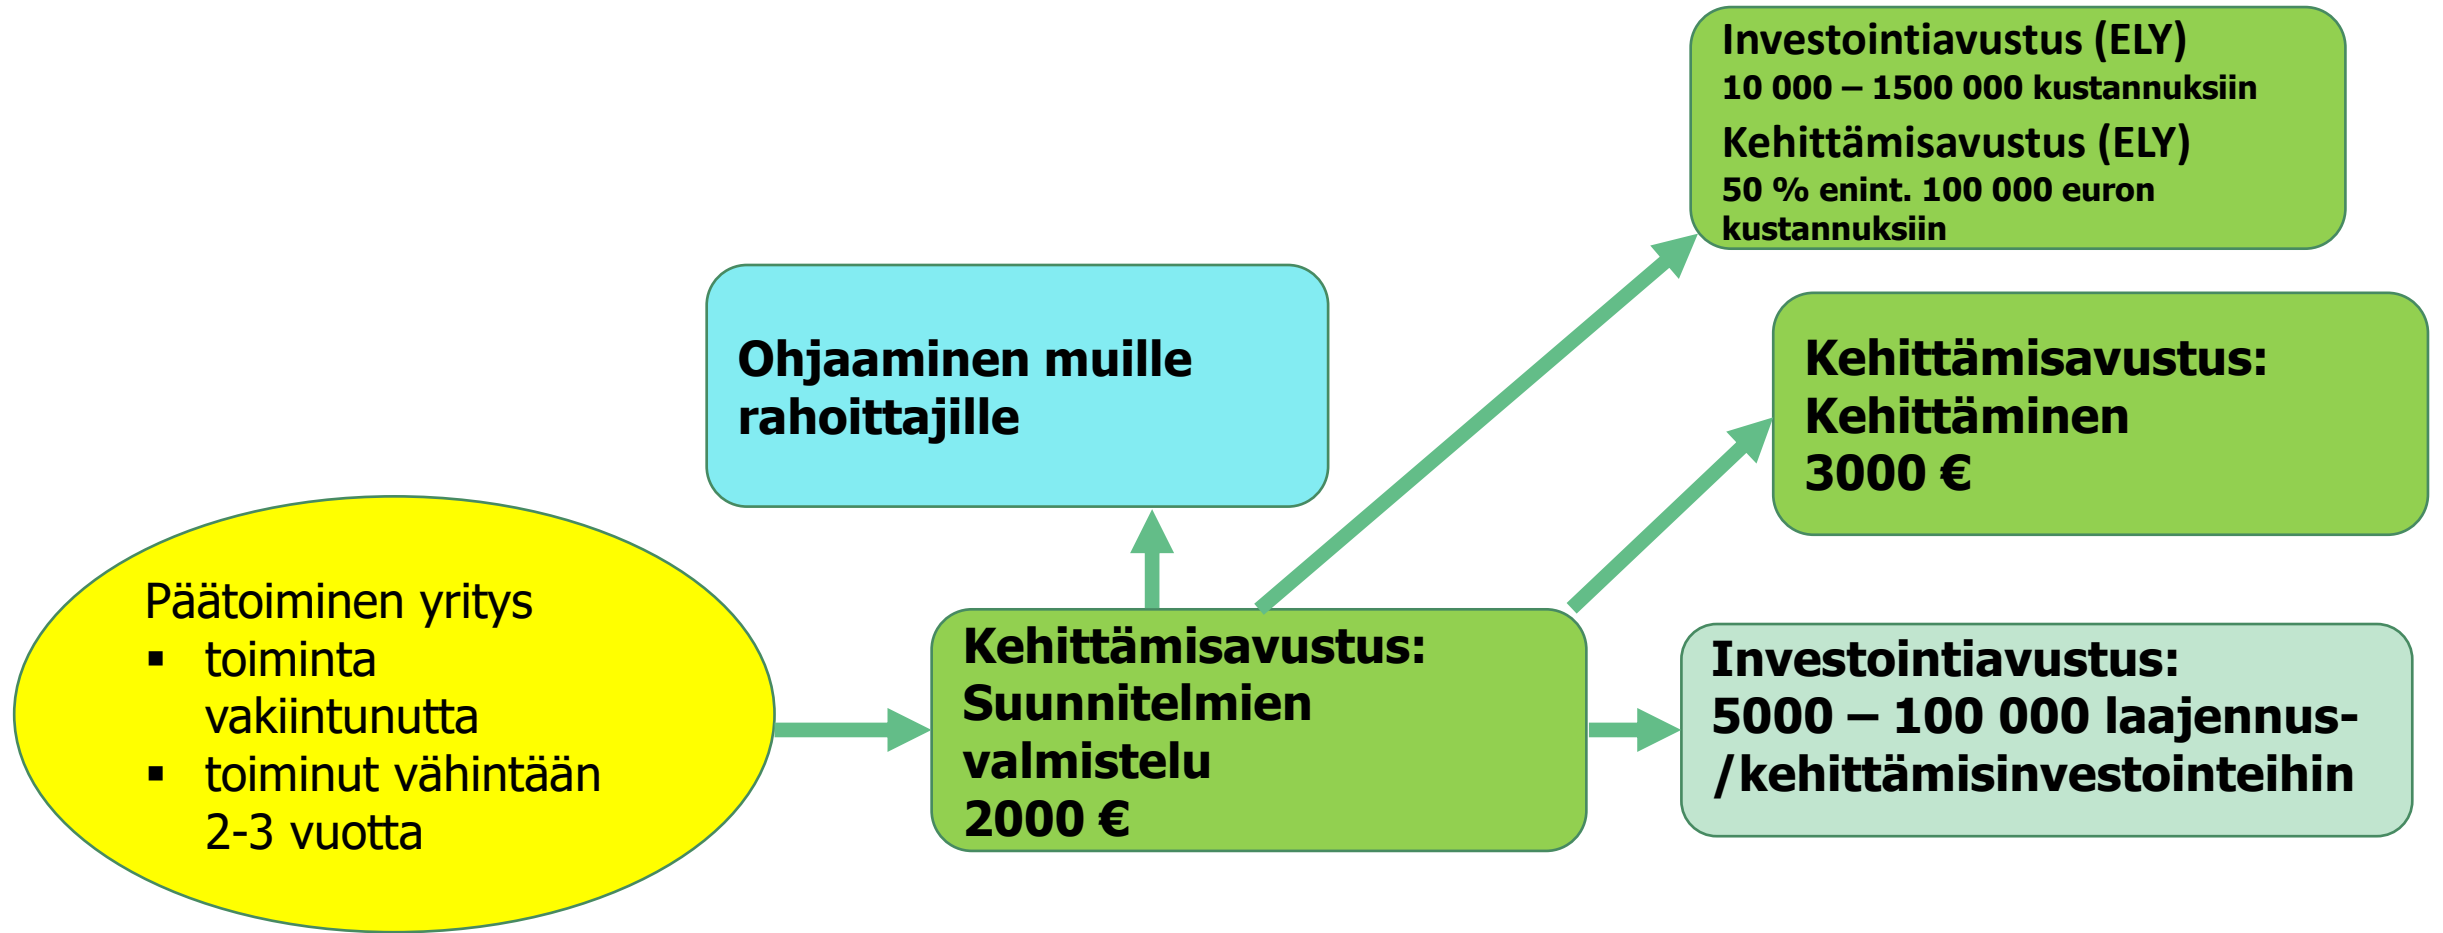 Investointiavustus (ELY)
10 000 – 1500 000 kustannuksiin
Kehittämisavustus (ELY)
50 % enint. 100 000 euron
kustannuksiin
Ohjaaminen muille
rahoittajille
Kehittämisavustus:
Kehittäminen
3000 €
Päätoiminen yritys
▪ toiminta
vakiintunutta
▪ toiminut vähintään
2-3 vuotta
Kehittämisavustus:
Suunnitelmien
valmistelu
2000 €
Investointiavustus:
5000 – 100 000 laajennus-
/kehittämisinvestointeihin